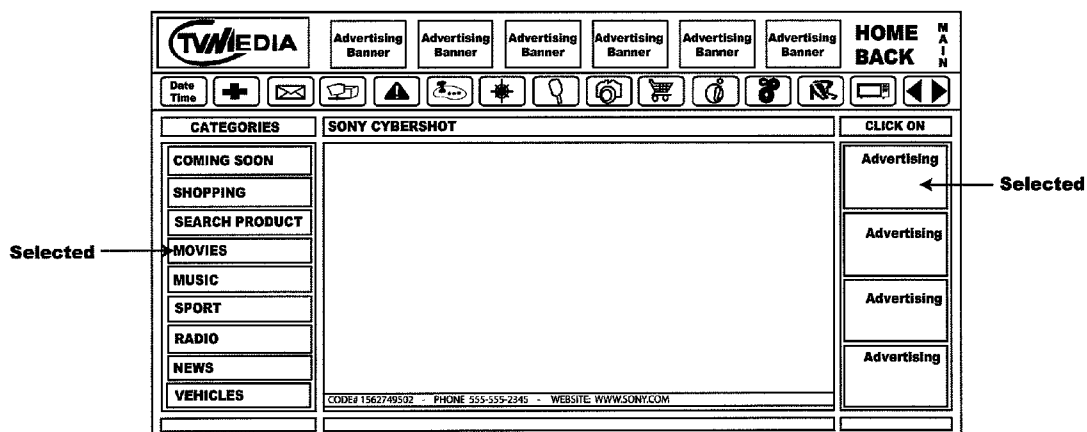 TVMEDIA
Advertising Banner
Advertising Banner
Advertising Banner
Advertising Banner
Advertising Banner
Advertising Banner
HOME
BACK
MAIN
Date
Time
CATEGORIES
SONY CYBERSHOT
CLICK ON
COMING SOON
SHOPPING
SEARCH PRODUCT
MOVIES
MUSIC
SPORT
RADIO
NEWS
VEHICLES
Selected
Advertising
Advertising
Advertising
Advertising
Selected
CODE# 1562749502 - PHONE 555-555-2345 - WEBSITE: WWW.SONY.COM